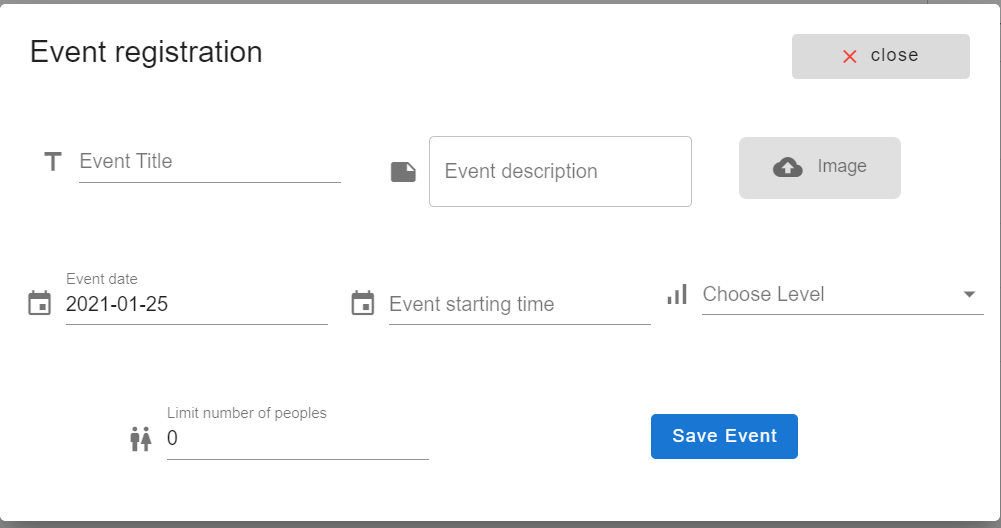 Event registration
close
Event Title
Event description
Image
Event date
2021-01-25
Event starting time
Choose Level
Limit number of peoples
0
Save Event